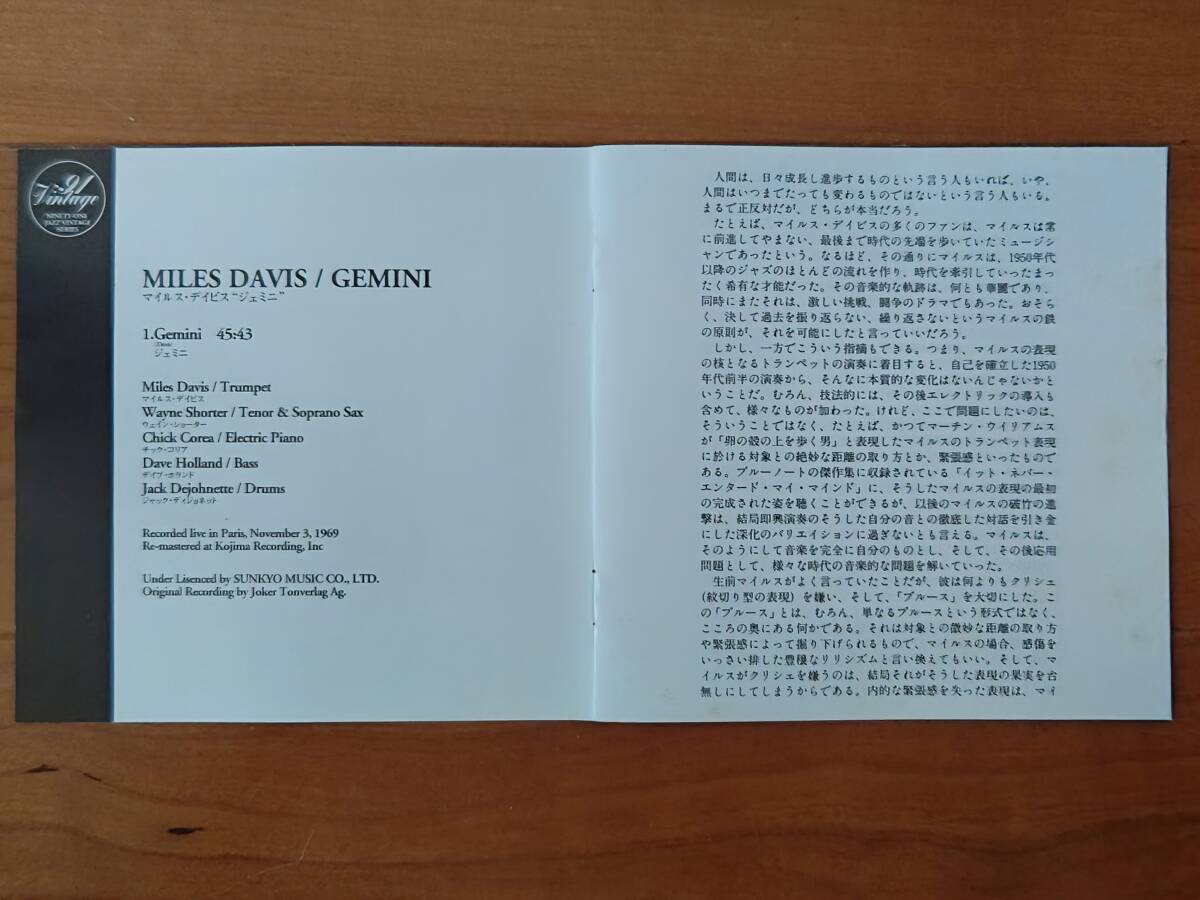 '91
Vintage
NINETY-ONE
JAZZ VINTAGE
SERIES
MILES DAVIS / GEMINI
マイルス・デイビス“ジェミニ”
1.Gemini 45:43
ジェミニ
Miles Davis / Trumpet
マイルス・デイビス
Wayne Shorter / Tenor & Soprano Sax
ウェイン・ショーター
Chick Corea / Electric Piano
チック・コリア
Dave Holland / Bass
デイブ・ホランド
Jack Dejohnette / Drums
ジャック・ディジョネット
Recorded live in Paris, November 3, 1969
Re-mastered at Kojima Recording, Inc
Under Lisenced by SUNKYO MUSIC CO., LTD.
Original Recording by Joker Tonverlag Ag.
人間は、日々成長し進歩するものという言う人もいれば、いや、
人間はいつまでたっても変わるものではないという言う人もいる。
まるで正反対だが、どちらが本当だろう。
たとえば、マイルス・デイビスの多くのファンは、マイルスは常
に前進してやまない、最後まで時代の先端を歩いていたミュージシ
ャンであったという。なるほど、その通りにマイルスは、1950年代
以降のジャズのほとんどの流れを作り、時代を牽引していったまっ
たく希有な才能だった。その音楽的な軌跡は、何とも華麗であり、
同時にまたそれは、激しい挑戦、闘争のドラマでもあった。おそら
く、決して過去を振り返らない、繰り返さないというマイルスの鉄
の原則が、それを可能にしたと言っていいだろう。
しかし、一方でこういう指摘もできる。つまり、マイルスの表現
の核となるトランペットの演奏に着目すると、自己を確立した1950
年代前半の演奏から、そんなに本質的な変化はないんじゃないかと
いうことだ。むろん、技法的には、その後エレクトリックの導入も
含めて、様々なものが加わった。けれど、ここで問題にしたいのは、
そういうことではなく、たとえば、かつてマーチン・ウイリアムス
が「卵の殻の上を歩く男」と表現したマイルスのトランペット表現
に於ける対象との絶妙な距離の取り方とか、緊張感といったもので
ある。ブルーノートの傑作集に収録されている「イット・ネバー・
エンタード・マイ・マインド」に、そうしたマイルスの表現の最初
の完成された姿を聴くことができるが、以後のマイルスの破竹の進
撃は、結局即興演奏のそうした自分の音との徹底した対話を引き金
にした深化のバリエイションに過ぎないとも言える。マイルスは、
そのようにして音楽を完全に自分のものとし、そして、その後応用
問題として、様々な時代の音楽的な問題を解いていった。
生前マイルスがよく言っていたことだが、彼は何よりもクリシェ
(紋切り型の表現) を嫌い、そして、「ブルース」を大切にした。こ
の「ブルース」とは、むろん、単なるブルースという形式ではなく、
こころの奥にある何かである。それは対象との微妙な距離の取り方
や緊張感によって掘り下げられるもので、マイルスの場合、感傷を
いっさい排した豊穣なリリシズムと言い換えてもいい。そして、マ
イルスがクリシェを嫌うのは、結局それがそうした表現の果実を台
無しにしてしまうからである。内的な緊張感を失った表現は、マイ